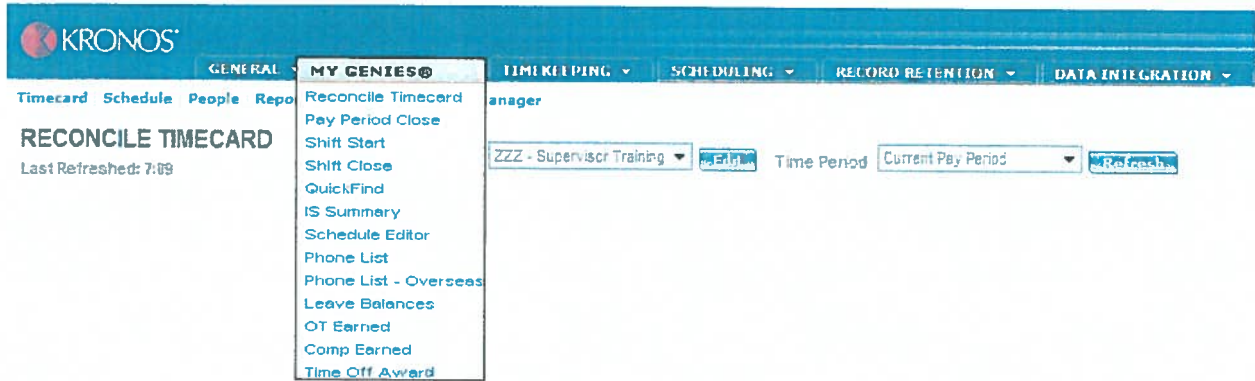 KRONOS
GENERAL MY GENIES® TIMEKEEPING SCHEDULING RECORD RETENTION DATA INTEGRATION
Timecard Schedule People Repo anager
Reconcile Timecard
Pay Period Close
Shift Start
Shift Close
QuickFind
IS Summary
Schedule Editor
Phone List
Phone List - Overseas
Leave Balances
OT Earned
Comp Earned
Time Off Award
RECONCILE TIMECARD
Last Refreshed: 7:09
ZZZ - Supervisor Training Edit Time Period Current Pay Period Refresh